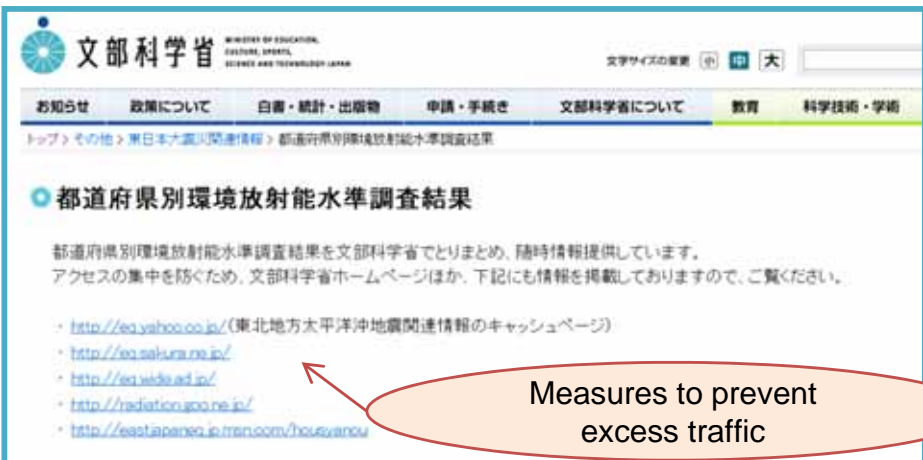 文部科学省 MINISTRY OF EDUCATION,
CULTURE, SPORTS,
SCIENCE AND TECHNOLOGY-JAPAN
文字サイズの変更 小 中 大
お知らせ 政策について 白書・統計・出版物 申請・手続き 文部科学省について 教育 科学技術・学術
トップ > その他 > 東日本大震災関連情報 > 都道府県別環境放射能水準調査結果
都道府県別環境放射能水準調査結果
都道府県別環境放射能水準調査結果を文部科学省でとりまとめ、随時情報提供しています。
アクセスの集中を防ぐため、文部科学省ホームページほか、下記にも情報を掲載しておりますので、ご覧ください。
・ http://eq.yahoo.co.jp/(東北地方太平洋沖地震関連情報のキャッシュページ)
・ http://eq.sakura.ne.jp/
・ http://eq.wide.ad.jp/
・ http://radiation.goo.ne.jp/
・ http://eastjapaneq.jp.msn.com/housyanou
Measures to prevent
excess traffic